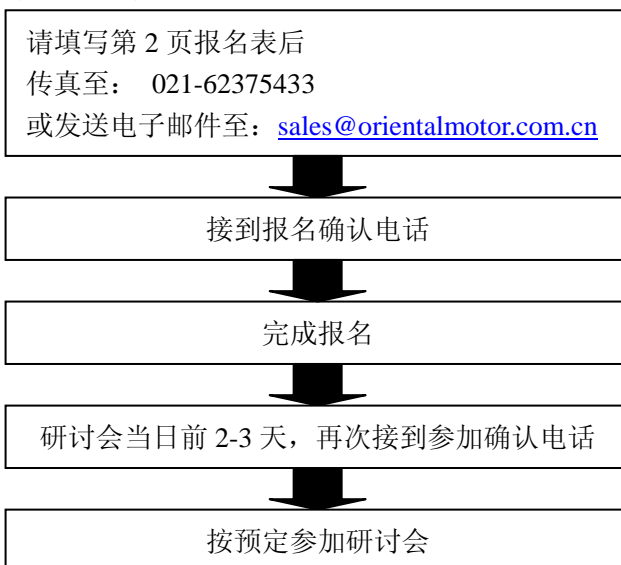 请填写第 2 页报名表后
传真至： 021-62375433
或发送电子邮件至：sales@orientalmotor.com.cn
接到报名确认电话
完成报名
研讨会当日前 2-3 天，再次接到参加确认电话
按预定参加研讨会